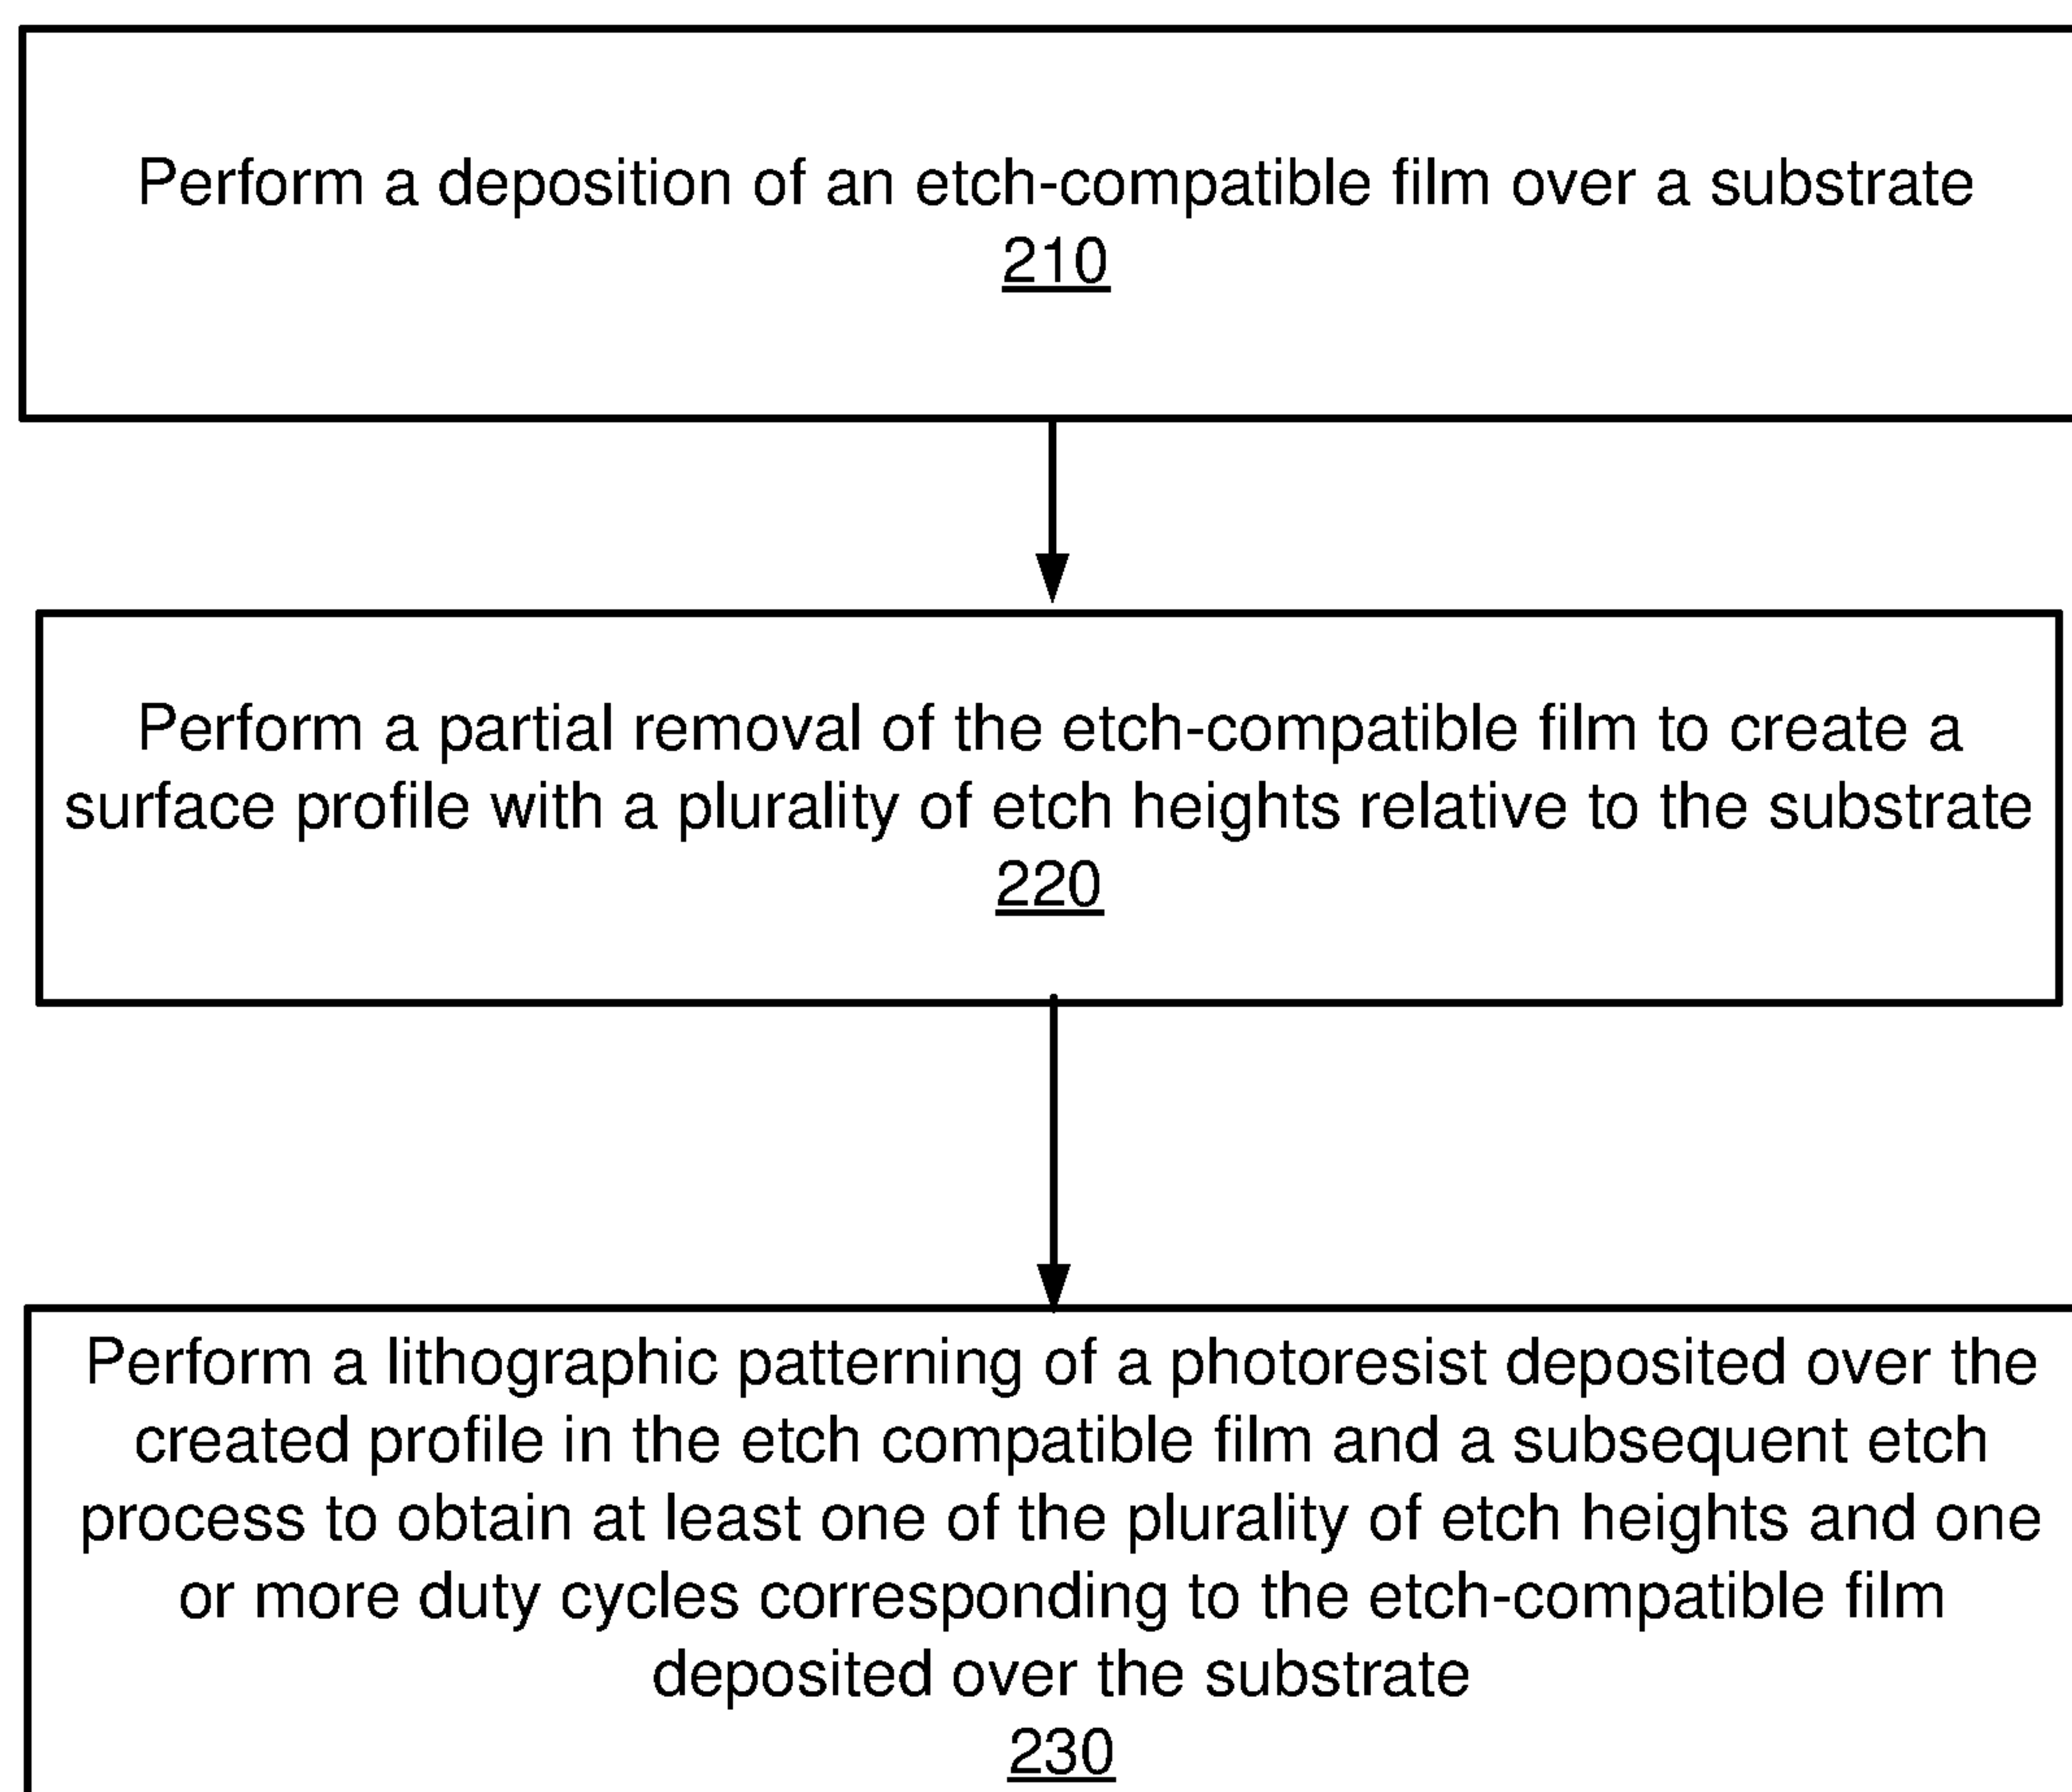 Perform a deposition of an etch-compatible film over a substrate
210
Perform a partial removal of the etch-compatible film to create a
surface profile with a plurality of etch heights relative to the substrate
220
Perform a lithographic patterning of a photoresist deposited over the
created profile in the etch compatible film and a subsequent etch
process to obtain at least one of the plurality of etch heights and one
or more duty cycles corresponding to the etch-compatible film
deposited over the substrate
230